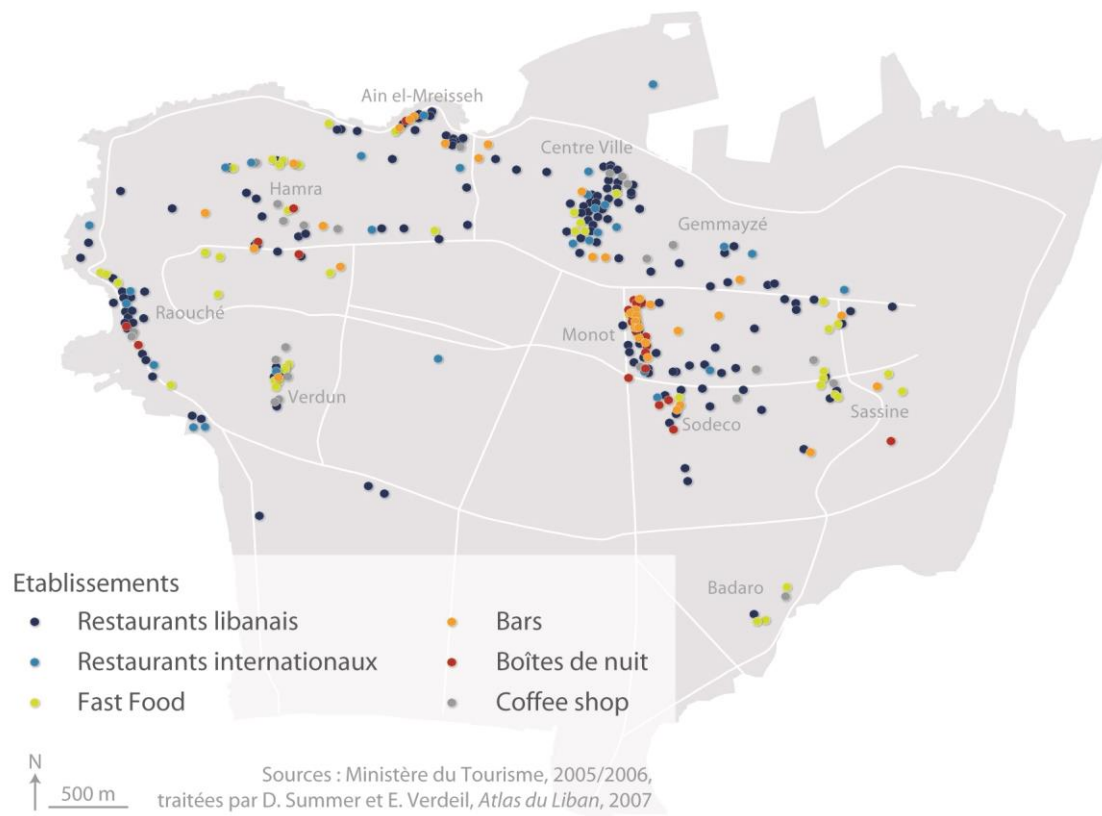 Ain el-Mreisseh
Centre Ville
Hamra
Gemmayzé
Raouché
Monot
Verdun
Sassine
Sodeco
Badaro
Etablissements
Restaurants libanais
Restaurants internationaux
Fast Food
Bars
Boîtes de nuit
Coffee shop
N
500 m
Sources : Ministère du Tourisme, 2005/2006,
traitées par D. Summer et E. Verdeil, Atlas du Liban, 2007